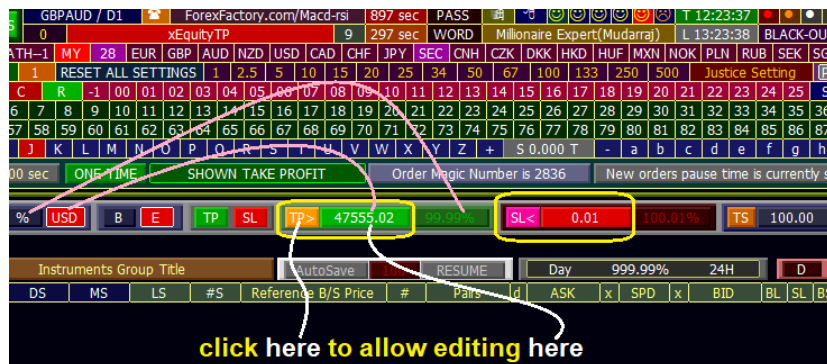 GBPAUD / D1 ForexFactory.com/Macd-rsi 897 sec PASS T 12:23:37
0 xEquityTP 9 297 sec WORD Millionaire Expert(Mudarraj) L 13:23:38 BLACK-OU
ATH--1 MY 28 EUR GBP AUD NZD USD CAD CHF JPY SEC CNH CZK DKK HKD HUF MXN NOK PLN RUB SEK SG
1 RESET ALL SETTINGS 1 2.5 5 10 15 20 25 34 50 67 100 133 250 500 Justice Setting
C R -1 00 01 02 03 04 05 06 07 08 09 10 11 12 13 14 15 16 17 18 19 20 21 22 23 24 25 S
6 7 8 9 10 11 12 13 14 15 16 17 18 19 20 21 22 23 24 25 26 27 28 29 30 31 32 33 34 35 36
57 58 59 60 61 62 63 64 65 66 67 68 69 70 71 72 73 74 75 76 77 78 79 80 81 82 83 84 85 86 87
J K L M N O P Q R S T U V W X Y Z + S 0.000 T - a b c d e f g h
00 sec ONE TIME SHOWN TAKE PROFIT Order Magic Number is 2836 New orders pause time is currently s
% USD B E TP SL TP> 47555.02 99.99% SL< 0.01 100.01% TS 100.00
Instruments Group Title AutoSave RESUME Day 999.99% 24H D
DS MS LS #S Reference B/S Price # Pairs d ASK x SPD x BID BL SL BS
click here to allow editing here